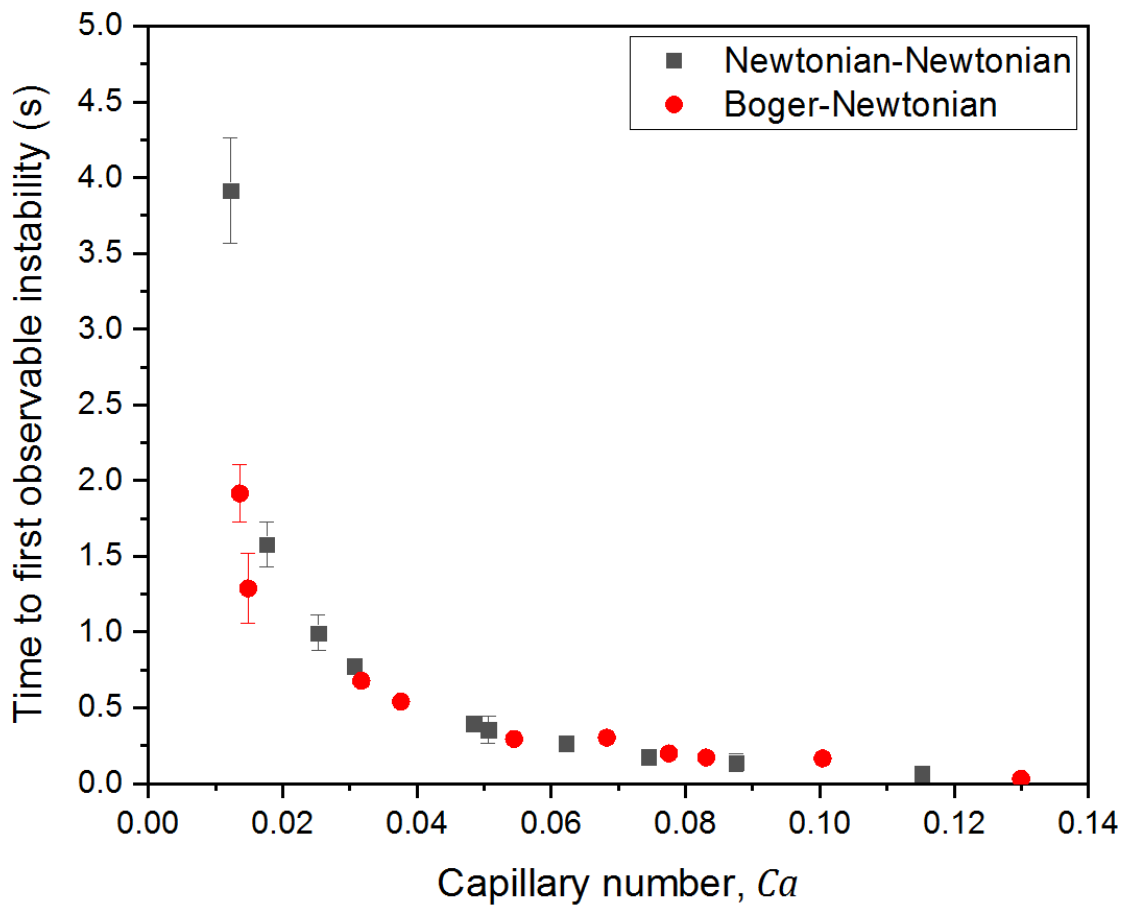 5.0
4.5
4.0
3.5
3.0
2.5
2.0
1.5
1.0
0.5
0.0
Time to first observable instability (s)
Newtonian-Newtonian
Boger-Newtonian
0.00 0.02 0.04 0.06 0.08 0.10 0.12 0.14
Capillary number, Ca